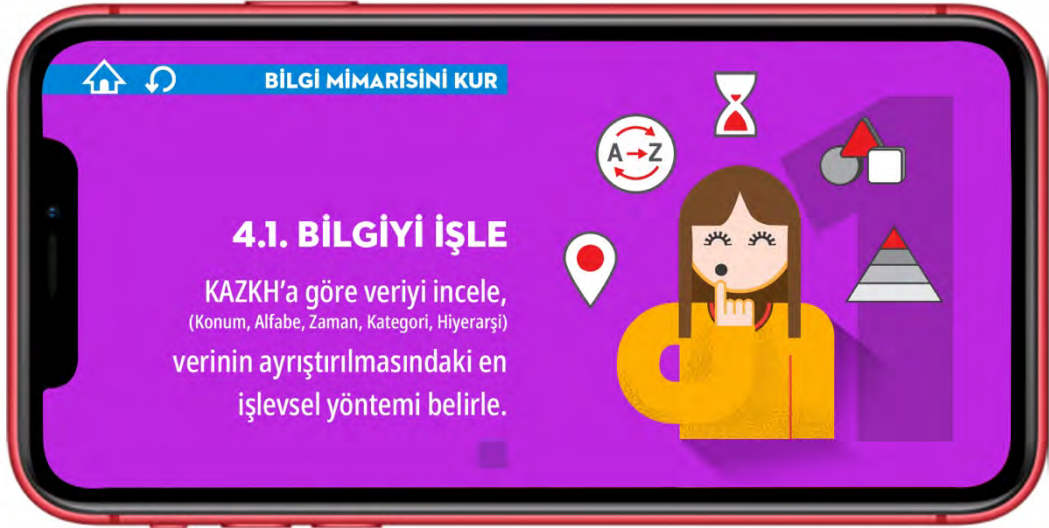 BİLGİ MİMARİSİNİ KUR
4.1. BİLGİYİ İŞLE
KAZKH’a göre veriyi incele,
(Konum, Alfabe, Zaman, Kategori, Hiyerarşi)
verinin ayrıştırılmasındaki en
işlevsel yöntemi belirle.
A→Z
1